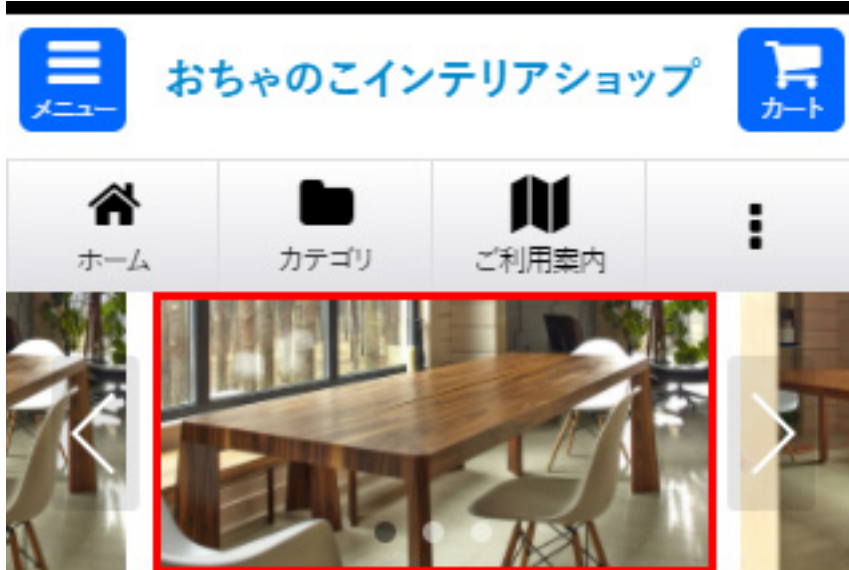 おちゃのこインテリアショップ
メニュー
カート
ホーム
カテゴリ
ご利用案内